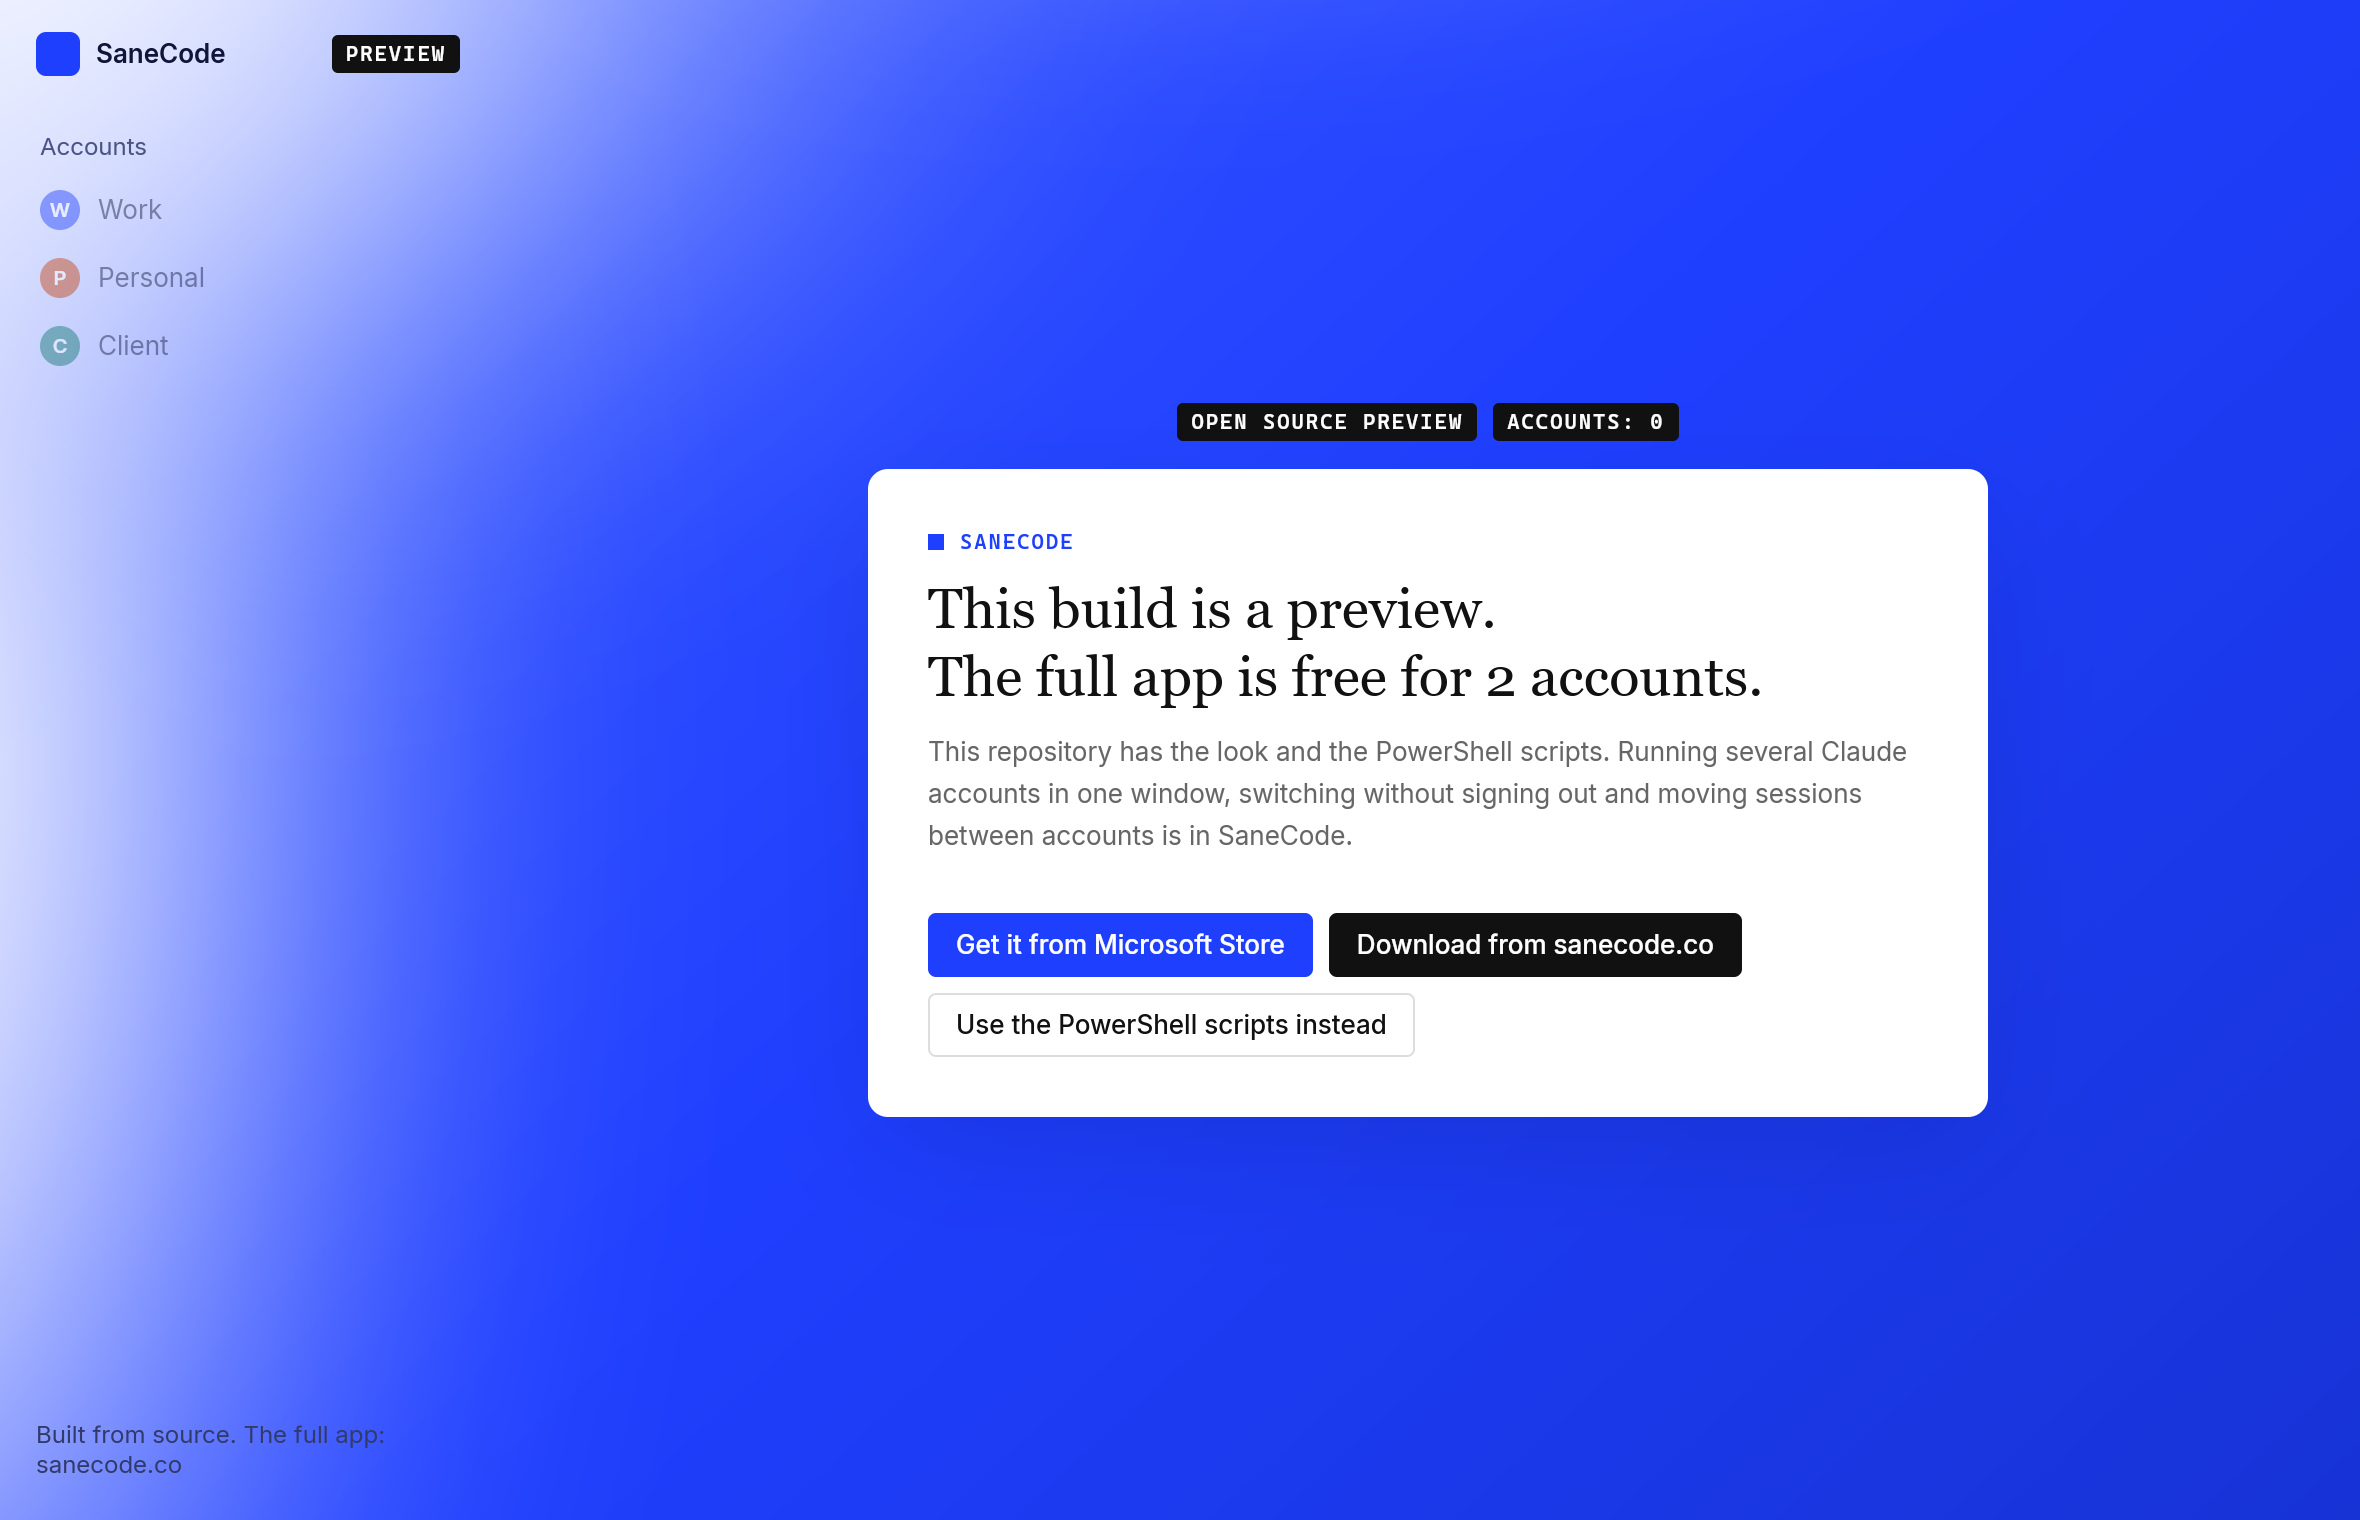 SaneCode
PREVIEW
Accounts
W Work
P Personal
C Client
OPEN SOURCE PREVIEW
ACCOUNTS: 0
SANECODE
This build is a preview.
The full app is free for 2 accounts.
This repository has the look and the PowerShell scripts. Running several Claude
accounts in one window, switching without signing out and moving sessions
between accounts is in SaneCode.
Get it from Microsoft Store
Download from sanecode.co
Use the PowerShell scripts instead
Built from source. The full app:
sanecode.co